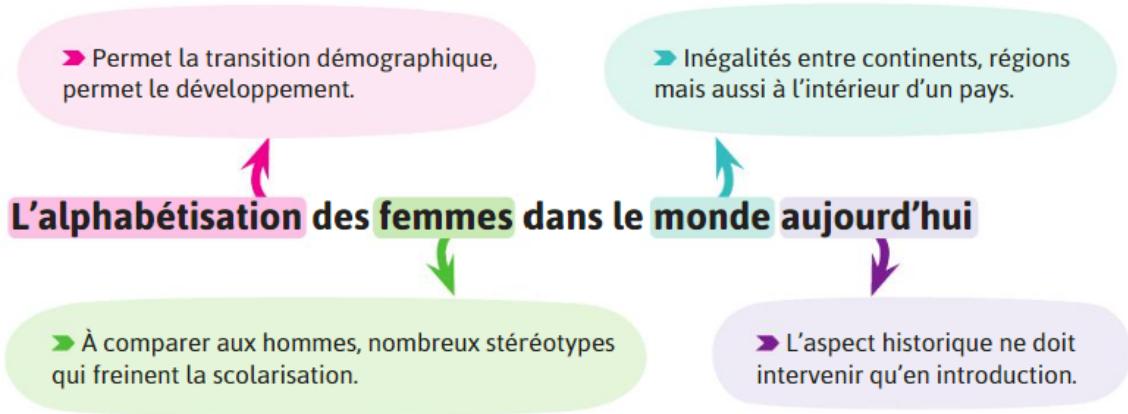 Permet la transition démographique,
permet le développement.
Inégalités entre continents, régions
mais aussi à l'intérieur d'un pays.
L'alphabétisation des femmes dans le monde aujourd'hui
À comparer aux hommes, nombreux stéréotypes
qui freinent la scolarisation.
L'aspect historique ne doit
intervenir qu'en introduction.